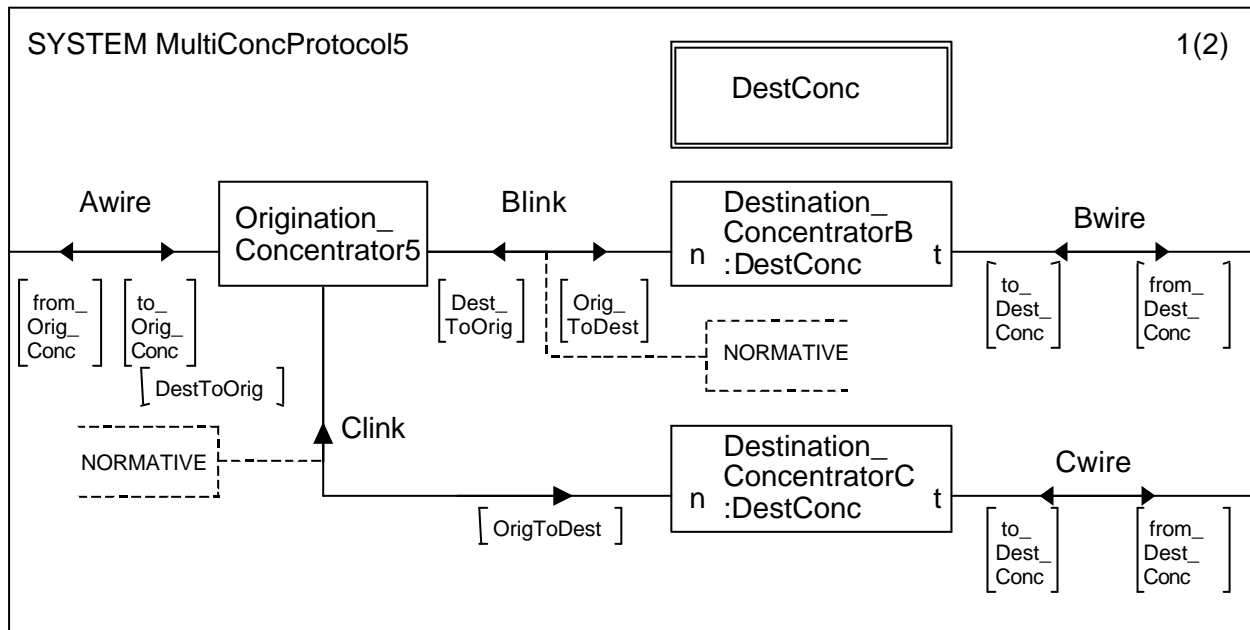 SYSTEM MultiConcProtocol5
1(2)
DestConc
Awire
Origination_
Concentrator5
Blink
Destination_
ConcentratorB
n :DestConc t
Bwire
from_
Orig_
Conc
to_
Orig_
Conc
Dest_
ToOrig
Orig_
ToDest
NORMATIVE
to_
Dest_
Conc
from_
Dest_
Conc
DestToOrig
NORMATIVE
Clink
OrigToDest
Destination_
ConcentratorC
n :DestConc t
Cwire
to_
Dest_
Conc
from_
Dest_
Conc